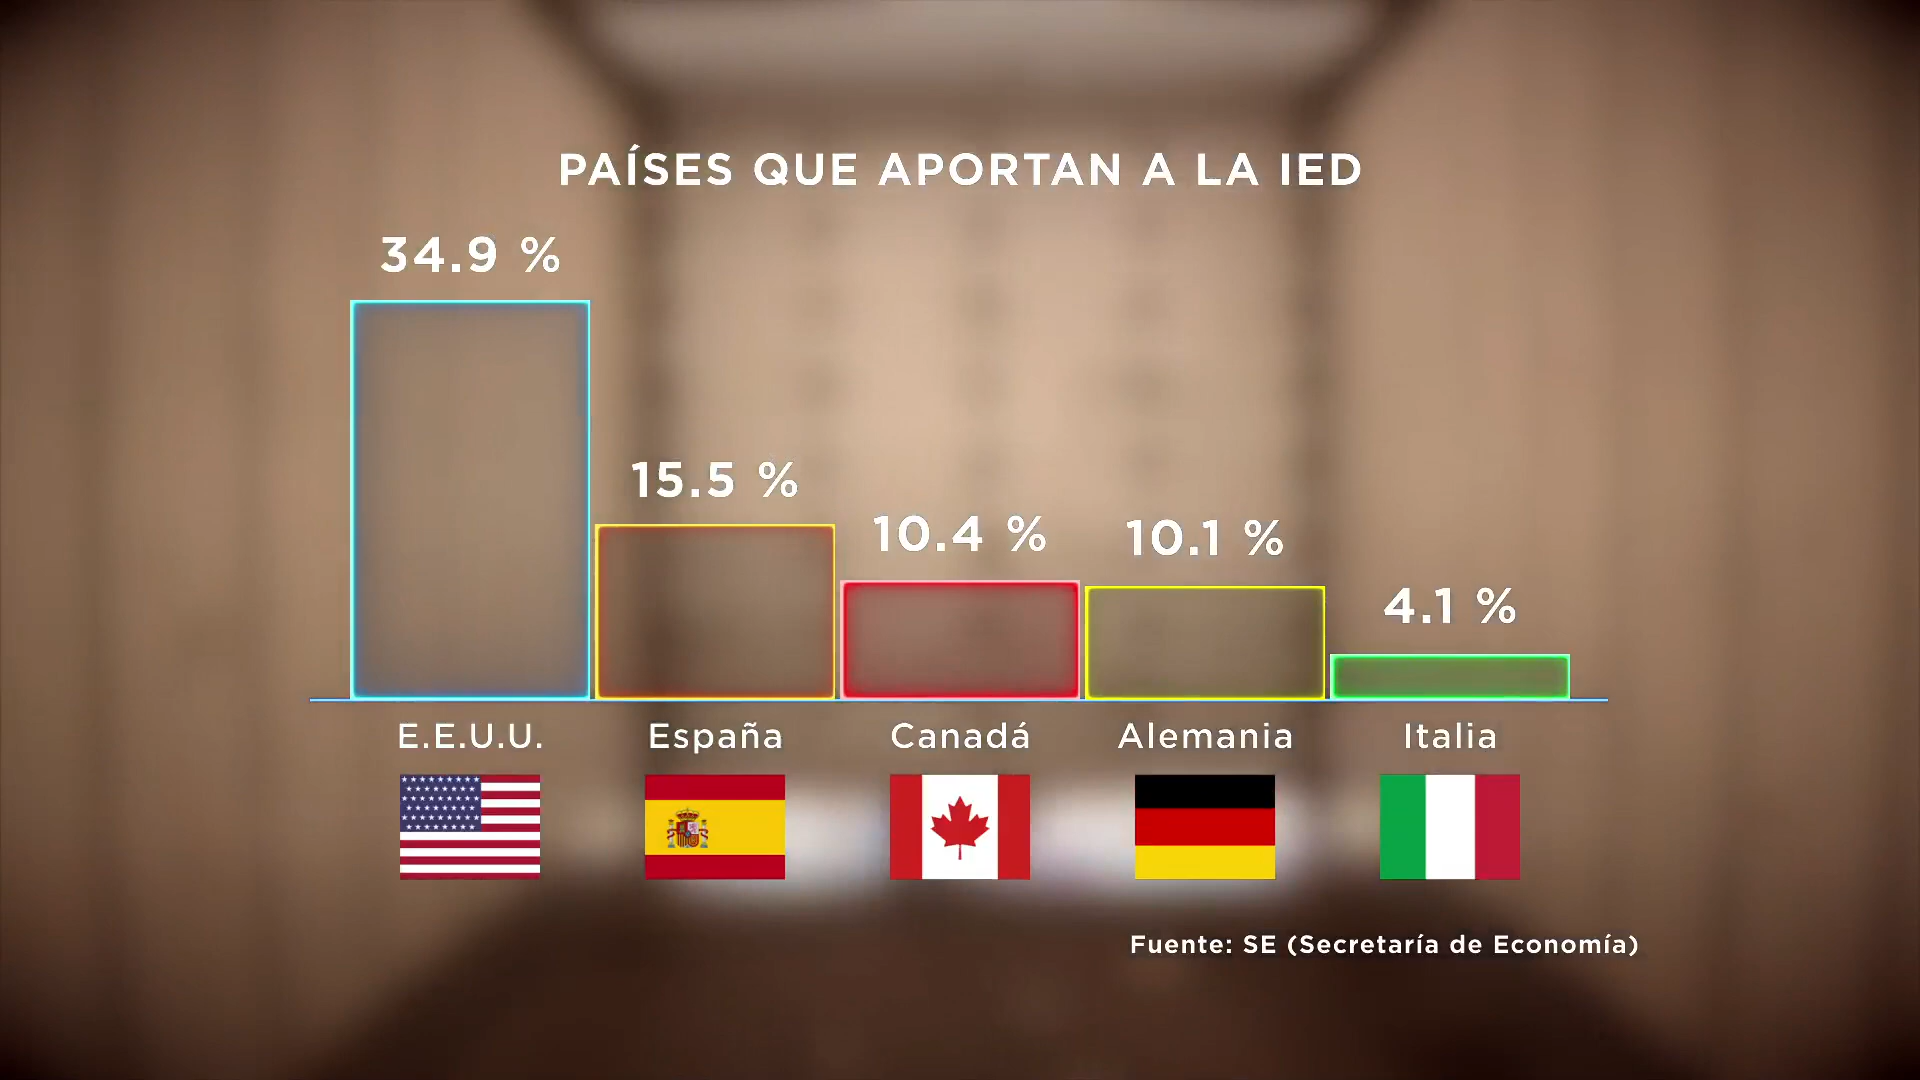 PAÍSES QUE APORTAN A LA IED
34.9 %
15.5 %
10.4 %
10.1 %
4.1 %
E.E.U.U.
España
Canadá
Alemania
Italia
Fuente: SE (Secretaría de Economía)